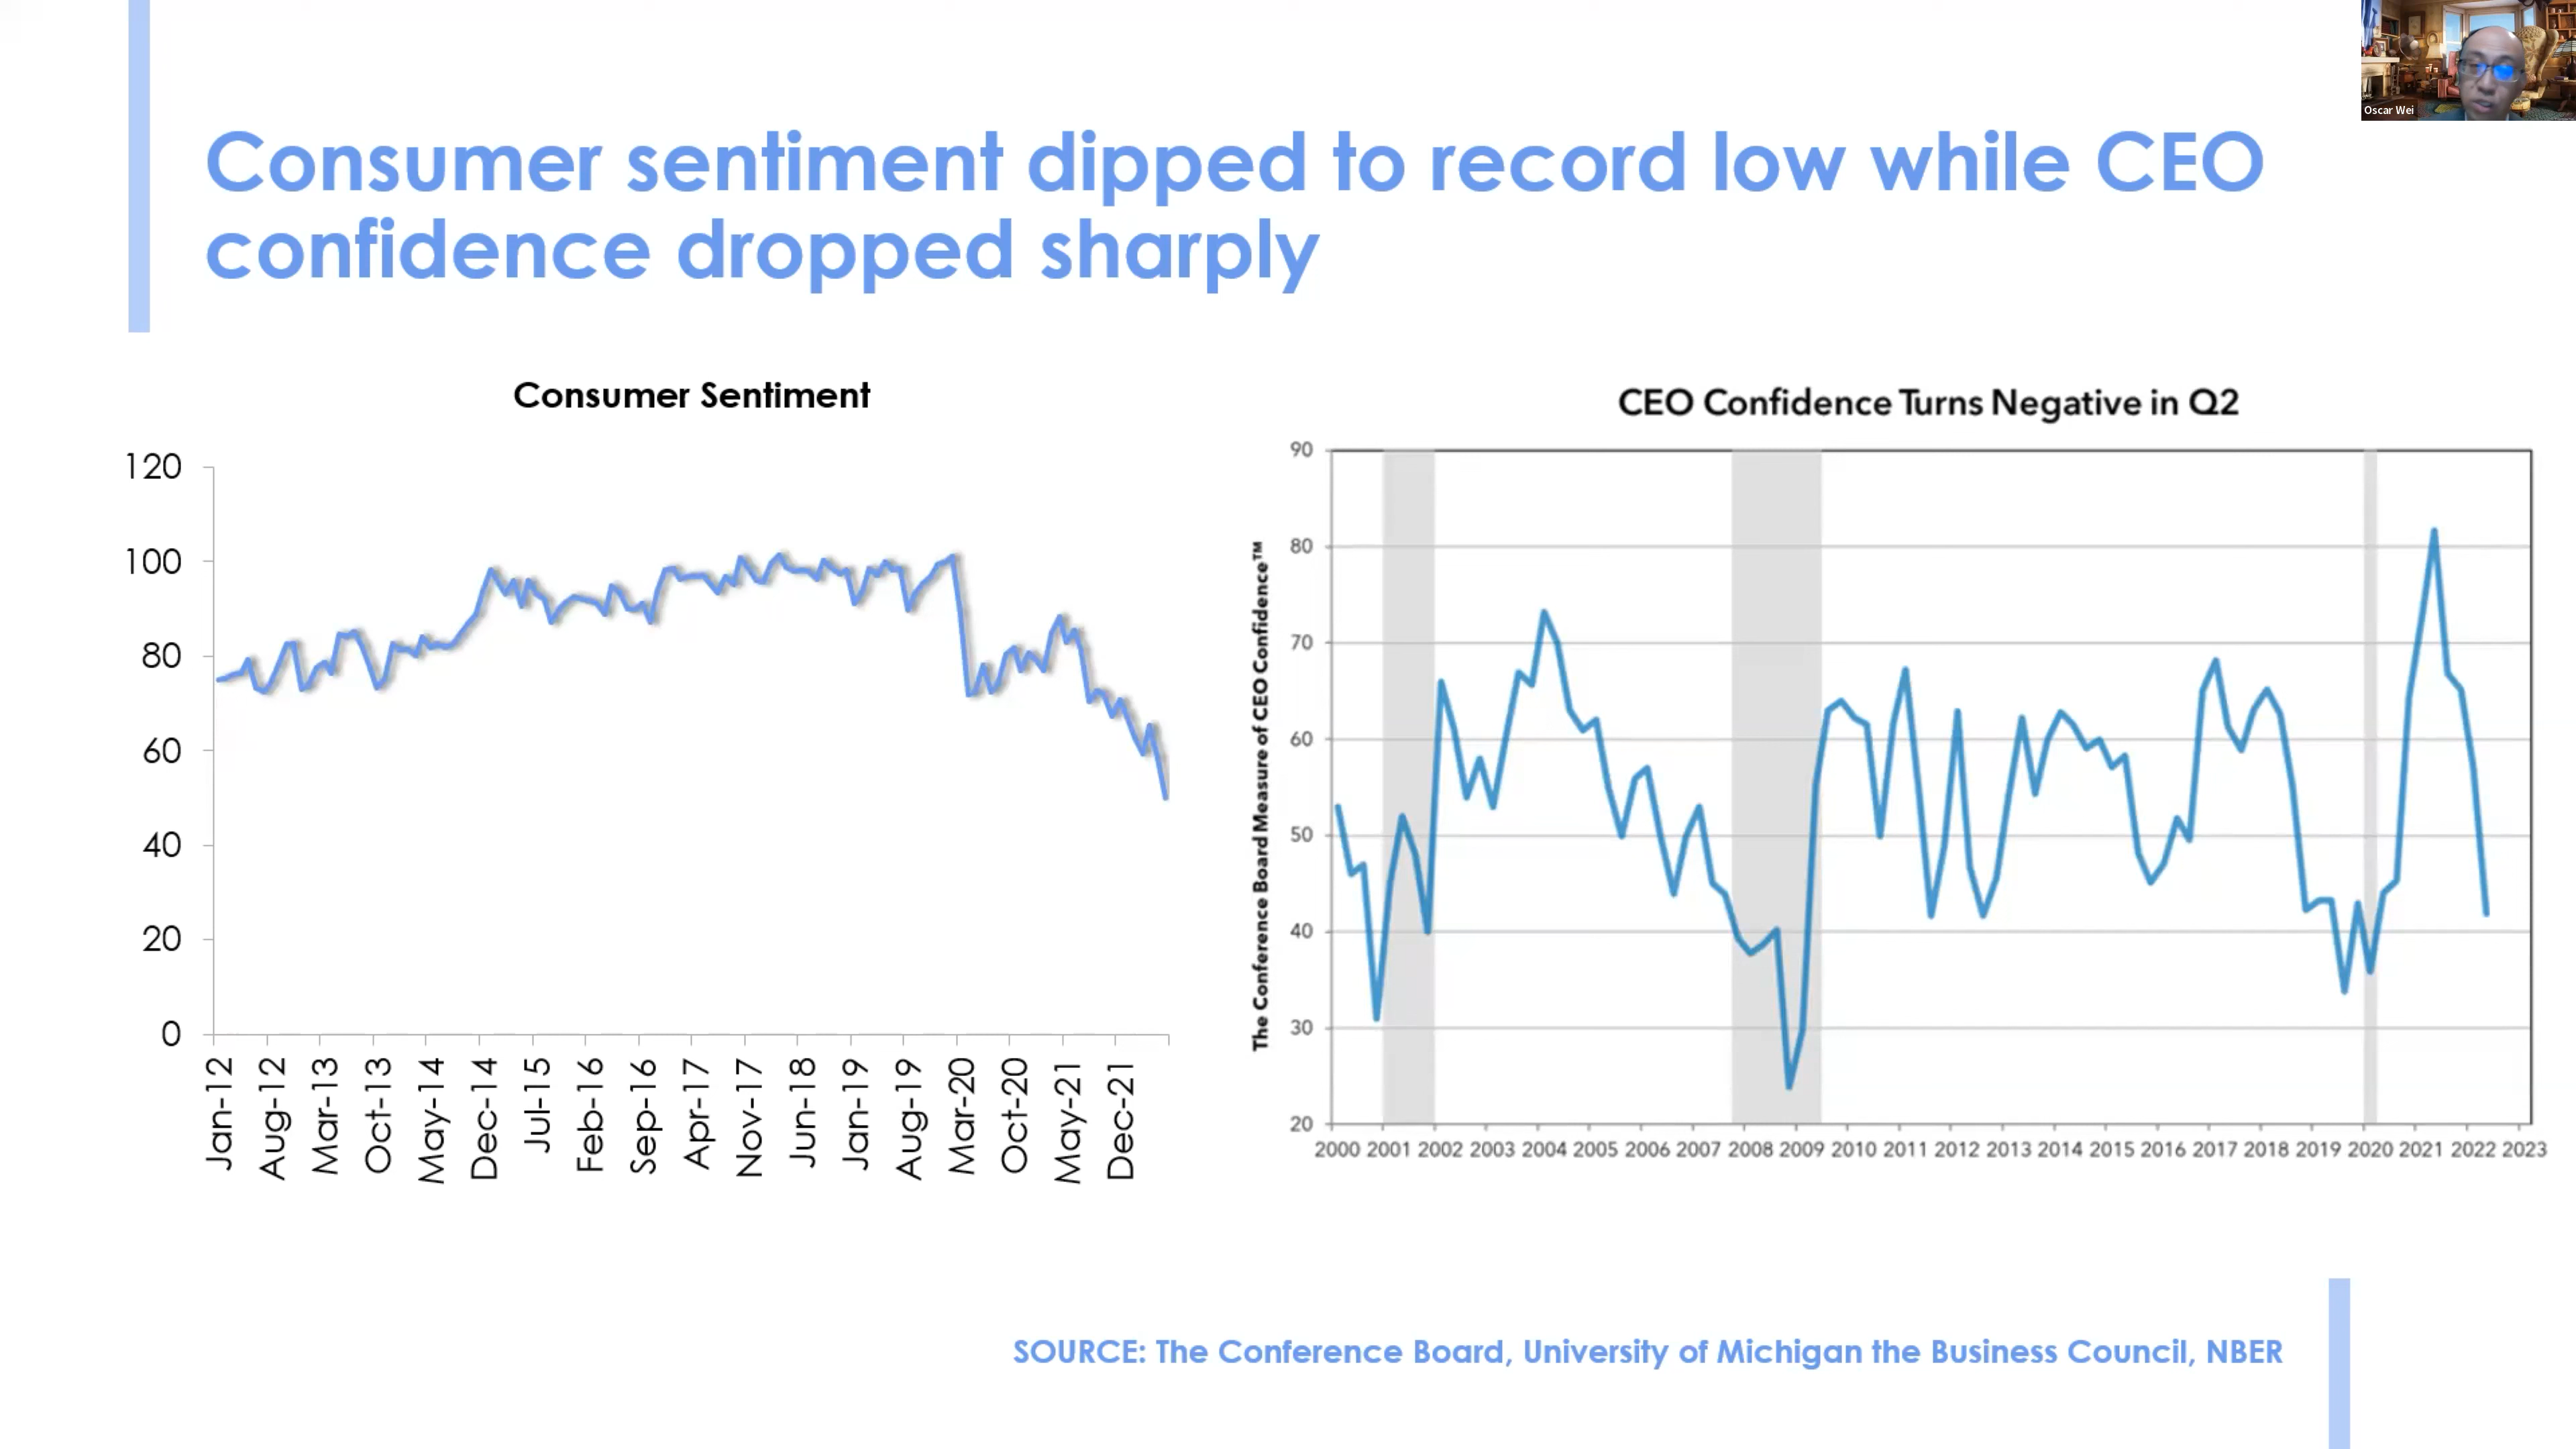 Oscar Wei
Consumer sentiment dipped to record low while CEO
confidence dropped sharply
Consumer Sentiment
120
100
80
60
40
20
0
Jan-12 Aug-12 Mar-13 Oct-13 May-14 Dec-14 Jul-15 Feb-16 Sep-16 Apr-17 Nov-17 Jun-18 Jan-19 Aug-19 Mar-20 Oct-20 May-21 Dec-21
CEO Confidence Turns Negative in Q2
The Conference Board Measure of CEO Confidence™
90
80
70
60
50
40
30
20
2000 2001 2002 2003 2004 2005 2006 2007 2008 2009 2010 2011 2012 2013 2014 2015 2016 2017 2018 2019 2020 2021 2022 2023
SOURCE: The Conference Board, University of Michigan the Business Council, NBER